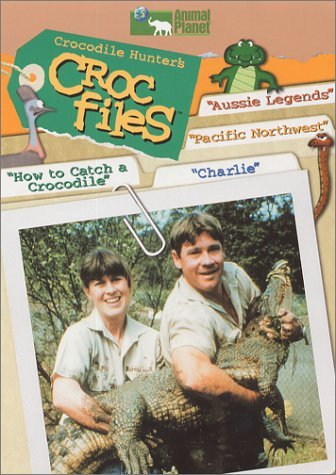 Animal
Planet
Crocodile Hunter's
CROC
files
"Aussie Legends"
"Pacific Northwest"
"How to Catch a
Crocodile"
"Charlie"